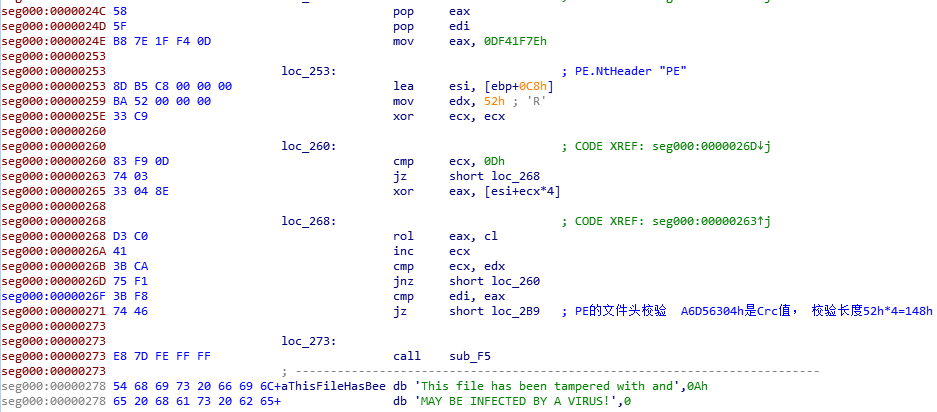 seg000:0000024C 58 pop eax
seg000:0000024D 5F pop edi
seg000:0000024E B8 7E 1F F4 0D mov eax, 0DF41F7Eh
seg000:00000253
seg000:00000253 loc_253: ; PE.NtHeader "PE"
seg000:00000253 8D B5 C8 00 00 00 lea esi, [ebp+0C8h]
seg000:00000259 BA 52 00 00 00 mov edx, 52h ; 'R'
seg000:0000025E 33 C9 xor ecx, ecx
seg000:00000260
seg000:00000260 loc_260: ; CODE XREF: seg000:0000026D↓j
seg000:00000260 83 F9 0D cmp ecx, 0Dh
seg000:00000263 74 03 jz short loc_268
seg000:00000265 33 04 8E xor eax, [esi+ecx*4]
seg000:00000268
seg000:00000268 loc_268: ; CODE XREF: seg000:00000263↑j
seg000:00000268 D3 C0 rol eax, cl
seg000:0000026A 41 inc ecx
seg000:0000026B 3B CA cmp ecx, edx
seg000:0000026D 75 F1 jnz short loc_260
seg000:0000026F 3B F8 cmp edi, eax
seg000:00000271 74 46 jz short loc_2B9 ; PE的文件头校验 A6D56304h是Crc值, 校验长度52h*4=148h
seg000:00000273
seg000:00000273 loc_273:
seg000:00000273 E8 7D FE FF FF call sub_F5
seg000:00000273 ; ---------------------------------------------------------------------------
seg000:00000278 54 68 69 73 20 66 69 6C+aThisFileHasBee db 'This file has been tampered with and',0Ah
seg000:00000278 65 20 68 61 73 20 62 65+ db 'MAY BE INFECTED BY A VIRUS!',0